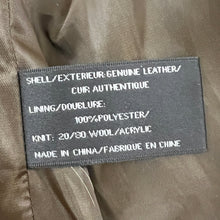 SHELL/EXTERIEUR:GENUINE LEATHER/
CUIR AUTHENTIQUE
LINING/DOUBLURE:
100%POLYESTER/
KNIT: 20/80 WOOL/ACRYLIC
MADE IN CHINA/FABRIQUE EN CHINE